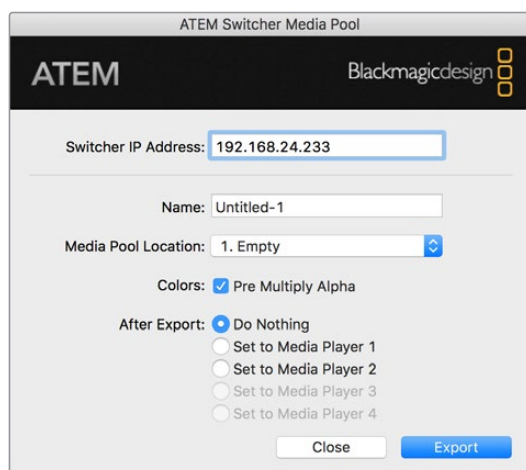 ATEM Switcher Media Pool
ATEM
Blackmagicdesign
Switcher IP Address: 192.168.24.233
Name: Untitled-1
Media Pool Location: 1. Empty
Colors: Pre Multiply Alpha
After Export: Do Nothing
Set to Media Player 1
Set to Media Player 2
Set to Media Player 3
Set to Media Player 4
Close Export